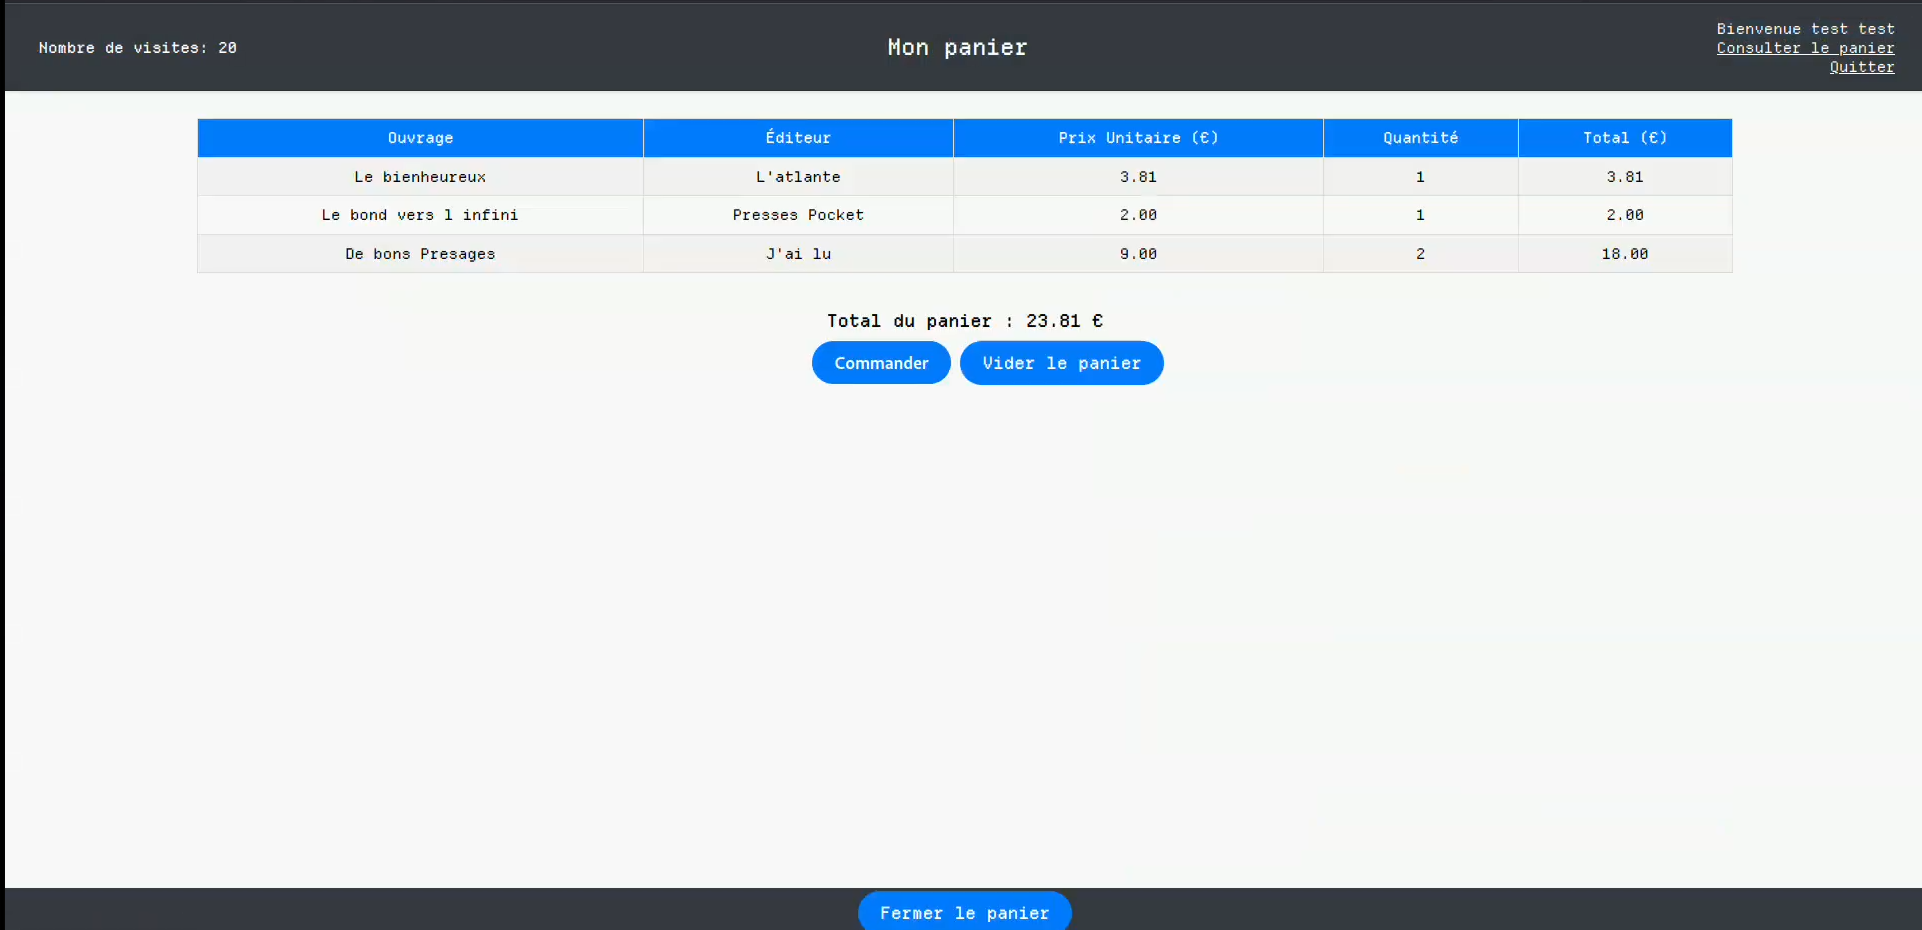 Nombre de visites: 20
Mon panier
Bienvenue test test
Consulter le panier
Quitter
Ouvrage Éditeur Prix Unitaire (€) Quantité Total (€)
Le bienheureux L'atlante 3.81 1 3.81
Le bond vers l infini Presses Pocket 2.00 1 2.00
De bons Presages J'ai lu 9.00 2 18.00
Total du panier : 23.81 €
Commander Vider le panier
Fermer le panier